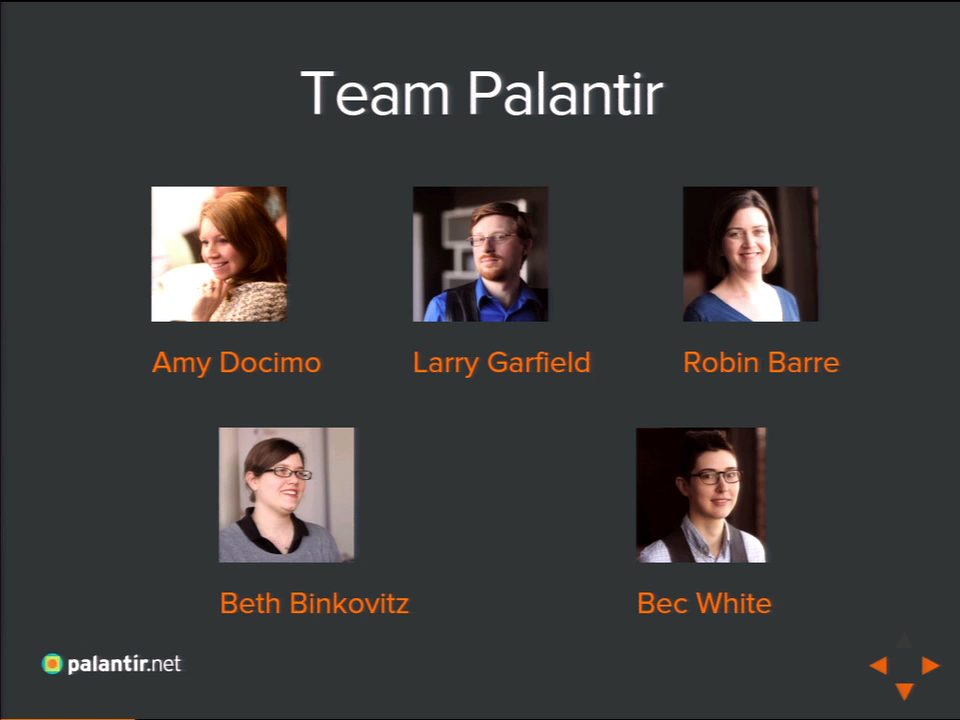 Team Palantir
Amy Docimo
Larry Garfield
Robin Barre
Beth Binkovitz
Bec White
palantir.net